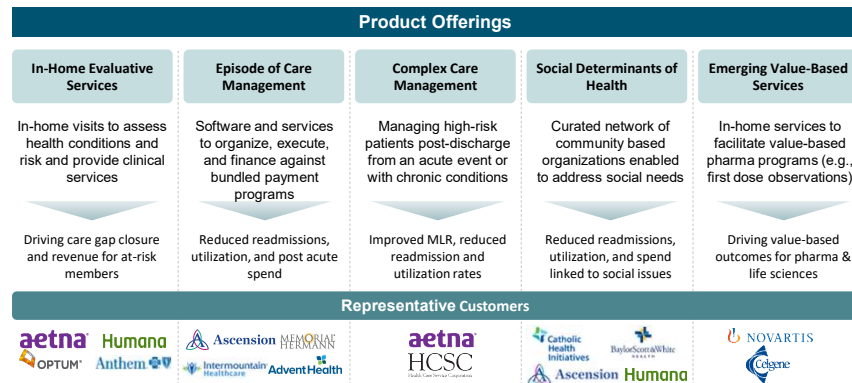 Product Offerings
In-Home Evaluative
Services
In-home visits to assess
health conditions and
risk and provide clinical
services
Driving care gap closure
and revenue for at-risk
members
Episode of Care
Management
Software and services
to organize, execute,
and finance against
bundled payment
programs
Reduced readmissions,
utilization, and post acute
spend
Complex Care
Management
Managing high-risk
patients post-discharge
from an acute event or
with chronic conditions
Improved MLR, reduced
readmission and
utilization rates
Social Determinants of
Health
Curated network of
community based
organizations enabled
to address social needs
Reduced readmissions,
utilization, and spend
linked to social issues
Emerging Value-Based
Services
In-home services to
facilitate value-based
pharma programs (e.g.,
first dose observations)
Driving value-based
outcomes for pharma &
life sciences
Representative Customers
aetna®
Humana
OPTUM®
Anthem
Ascension
MEMORIAL
HERMANN
Intermountain
Healthcare
AdventHealth
aetna®
HCSC
Health Care Service Corporation
Catholic
Health
Initiatives
BaylorScott&White
HEALTH
Ascension
Humana
NOVARTIS
Celgene